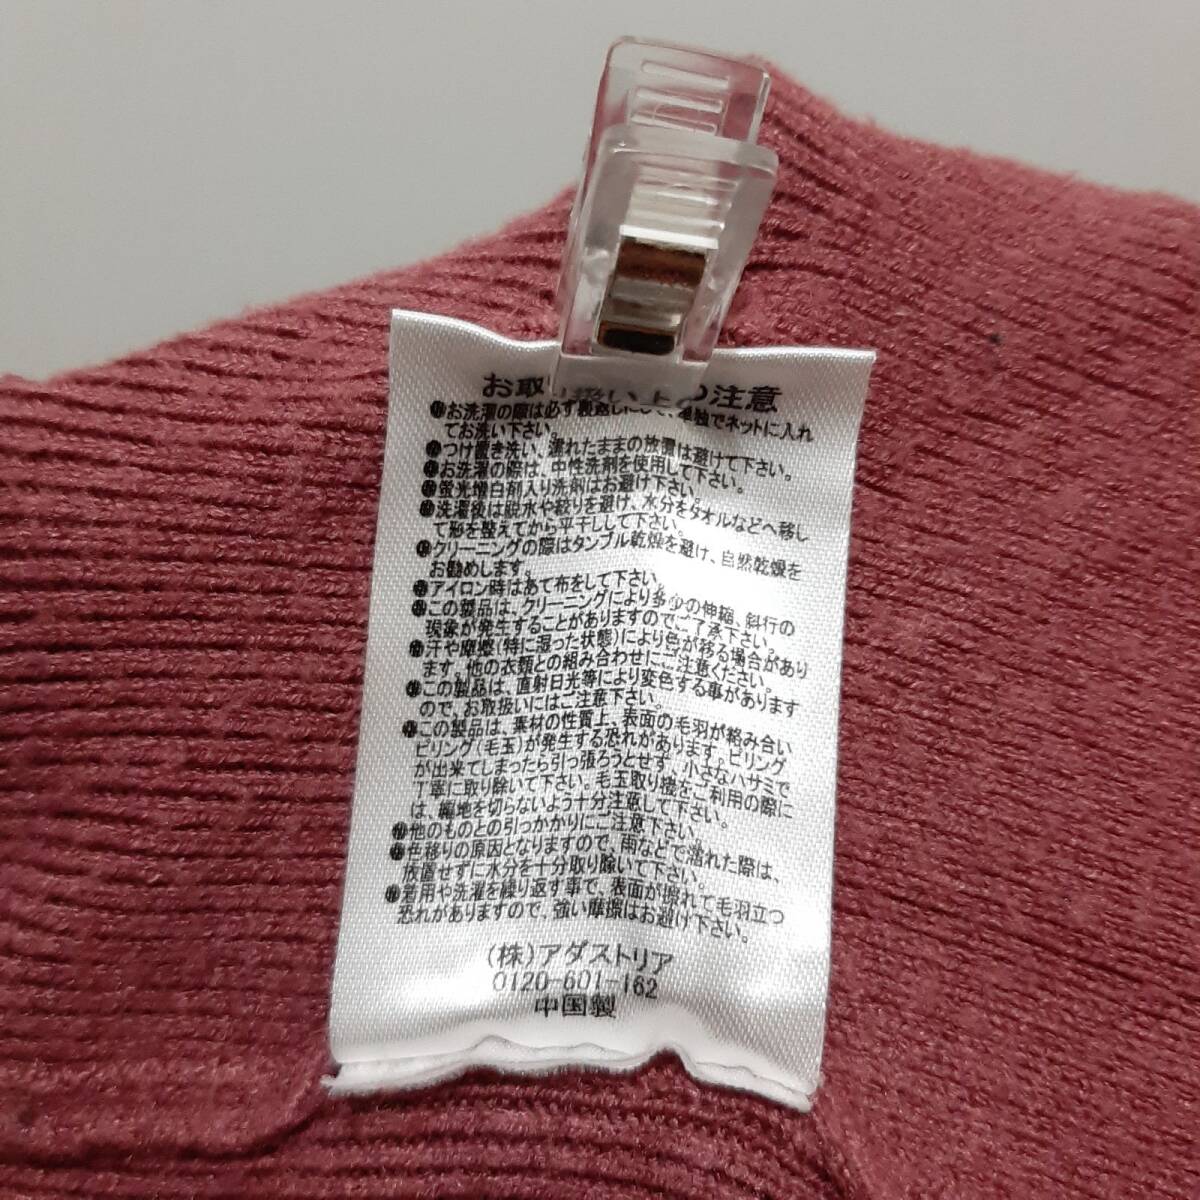 お取り扱い上の注意
●お洗濯の際は必ず裏返しにして、単独でネットに入れ
てお洗い下さい。
●つけ置き洗い、濡れたままの放置は避けて下さい。
●お洗濯の際は、中性洗剤を使用して下さい。
●蛍光増白剤入り洗剤はお避け下さい。
●洗濯後は脱水や絞りを避け、水分をタオルなどへ移し
て形を整えてから平干しして下さい。
●クリーニングの際はタンブル乾燥を避け、自然乾燥を
お勧めします。
●アイロン時はあて布をして下さい。
●この製品は、クリーニングにより多少の伸縮、斜行の
現象が発生することがありますのでご了承下さい。
●汗や摩擦(特に湿った状態)により色が移る場合があり
ます。他の衣類との組み合わせにご注意ください。
●この製品は、直射日光等により変色する事があります
ので、お取扱いにはご注意下さい。
●この製品は、素材の性質上、表面の毛羽が絡み合い
ピリング(毛玉)が発生する恐れがあります。ピリング
が出来てしまったら引っ張ろうとせず、小さなハサミで
丁寧に取り除いて下さい。毛玉取り機をご利用の際に
は、編地を切らないよう十分注意して下さい。
●他のものとの引っかかりにご注意下さい。
●色移りの原因となりますので、雨などで濡れた際は、
放置せずに水分を十分取り除いて下さい。
●着用や洗濯を繰り返す事で、表面が擦れて毛羽立つ
恐れがありますので、強い摩擦はお避け下さい。
(株)アダストリア
0120-601-162
中国製